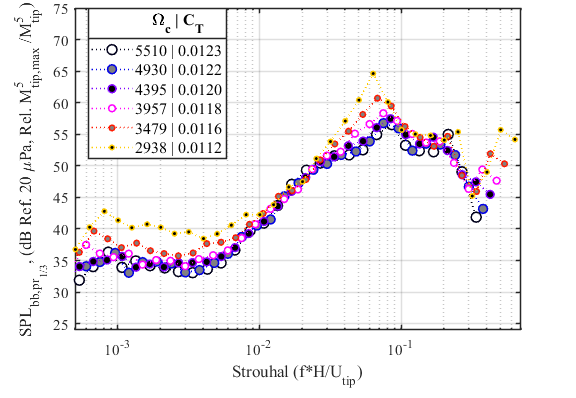 SPL_bb,pr_1/3, (dB Ref. 20 μPa, Rel. M^5_tip,max /M^5_tip)
75
70
65
60
55
50
45
40
35
30
25
Ω_c | C_T
5510 | 0.0123
4930 | 0.0122
4395 | 0.0120
3957 | 0.0118
3479 | 0.0116
2938 | 0.0112
10^-3 10^-2 10^-1
Strouhal (f*H/U_tip)